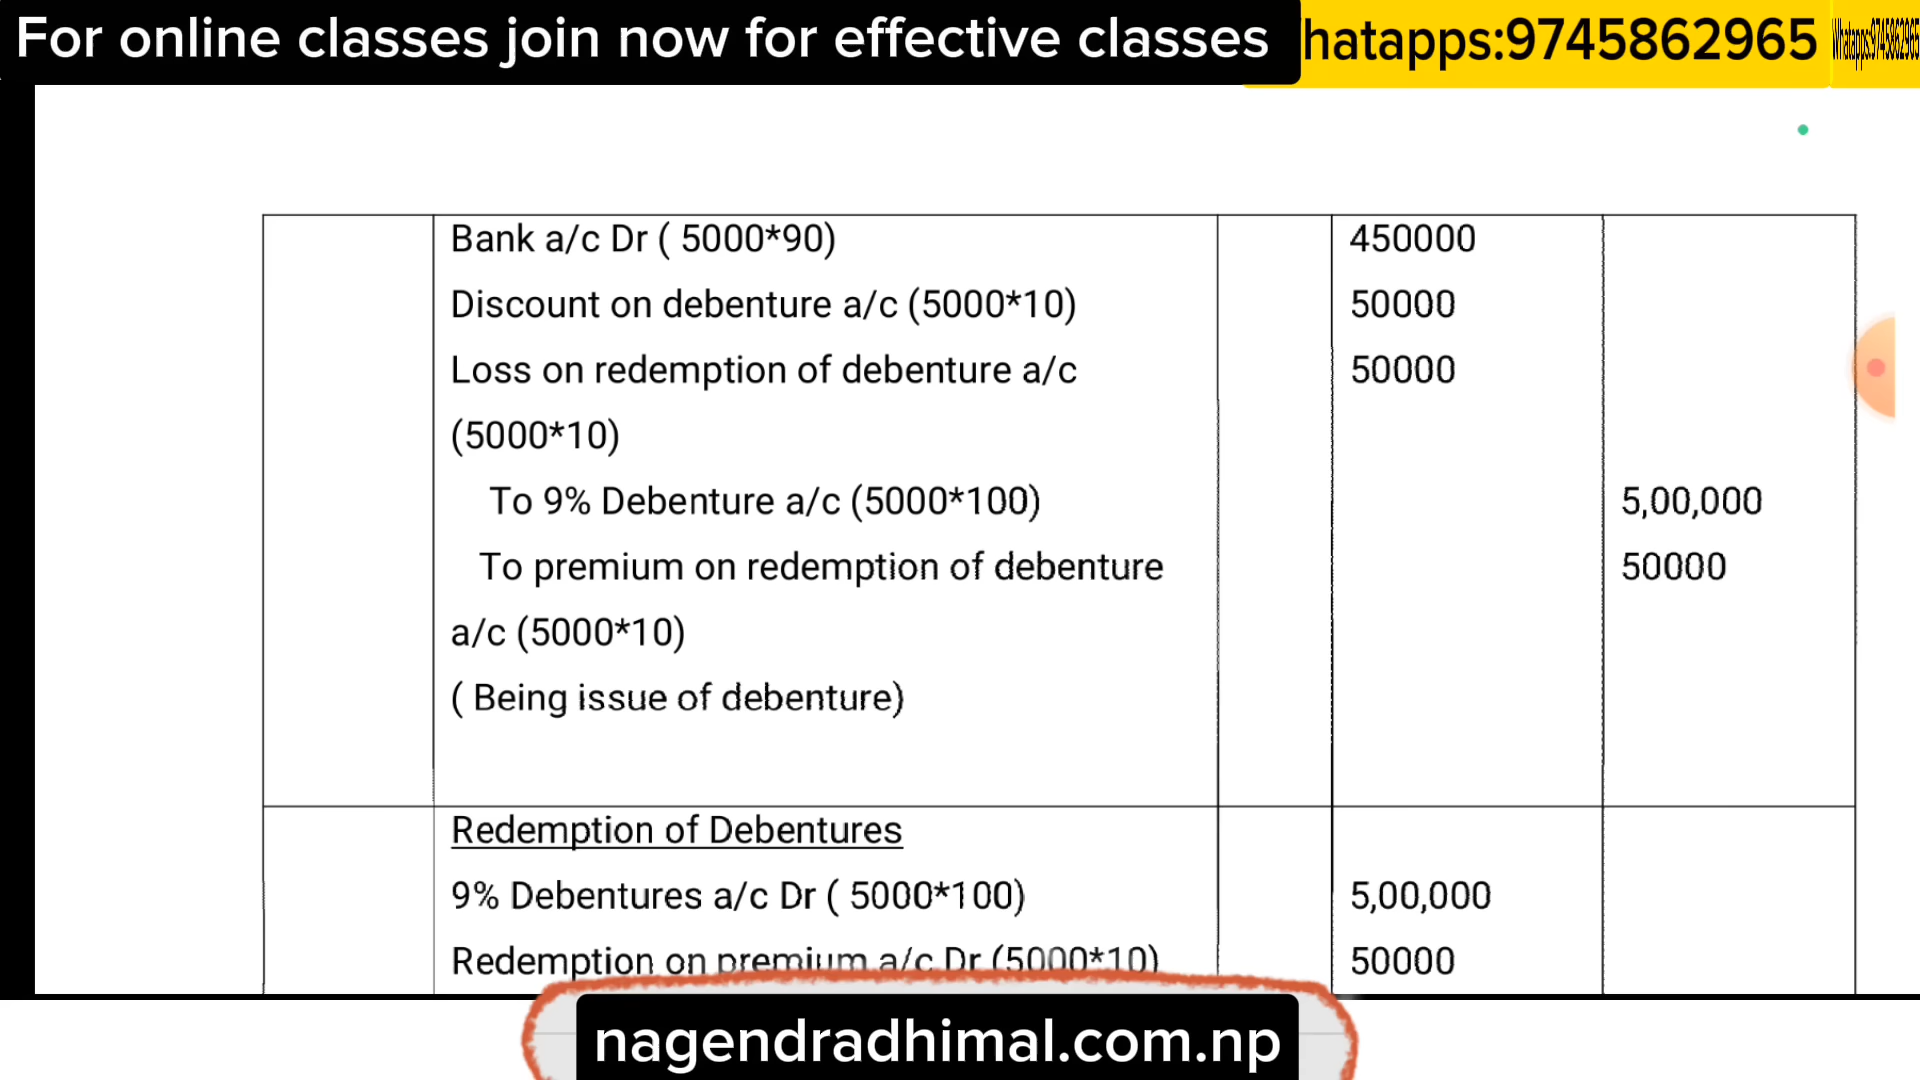 For online classes join now for effective classes
hatapps:9745862965
Whatapps:9745862965
Bank a/c Dr ( 5000*90) 450000
Discount on debenture a/c (5000*10) 50000
Loss on redemption of debenture a/c 50000
(5000*10)
To 9% Debenture a/c (5000*100) 5,00,000
To premium on redemption of debenture 50000
a/c (5000*10)
( Being issue of debenture)
Redemption of Debentures
9% Debentures a/c Dr ( 5000*100) 5,00,000
Redemption on premium a/c Dr (5000*10) 50000
nagendradhimal.com.np